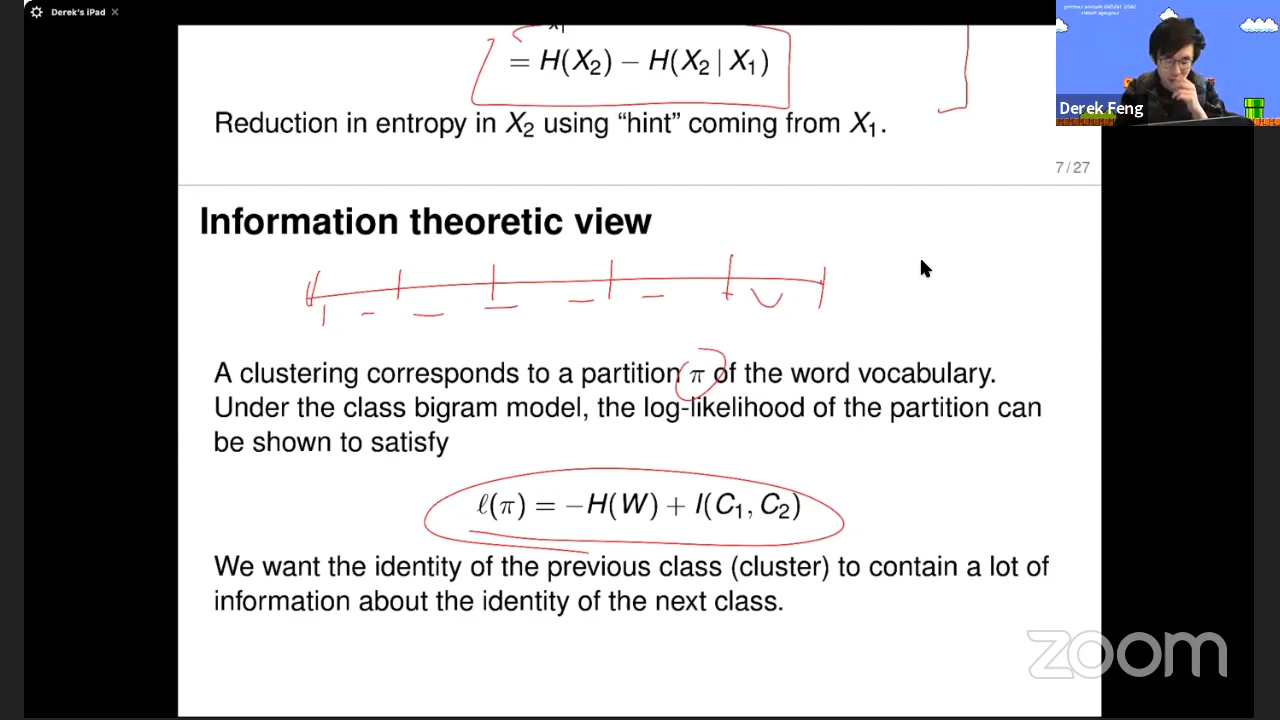 Derek's iPad
= H(X₂) − H(X₂ | X₁)
Reduction in entropy in X₂ using “hint” coming from X₁.
7 / 27
Information theoretic view
A clustering corresponds to a partition π of the word vocabulary.
Under the class bigram model, the log-likelihood of the partition can
be shown to satisfy
ℓ(π) = −H(W) + I(C₁, C₂)
We want the identity of the previous class (cluster) to contain a lot of
information about the identity of the next class.
Derek Feng
zoom